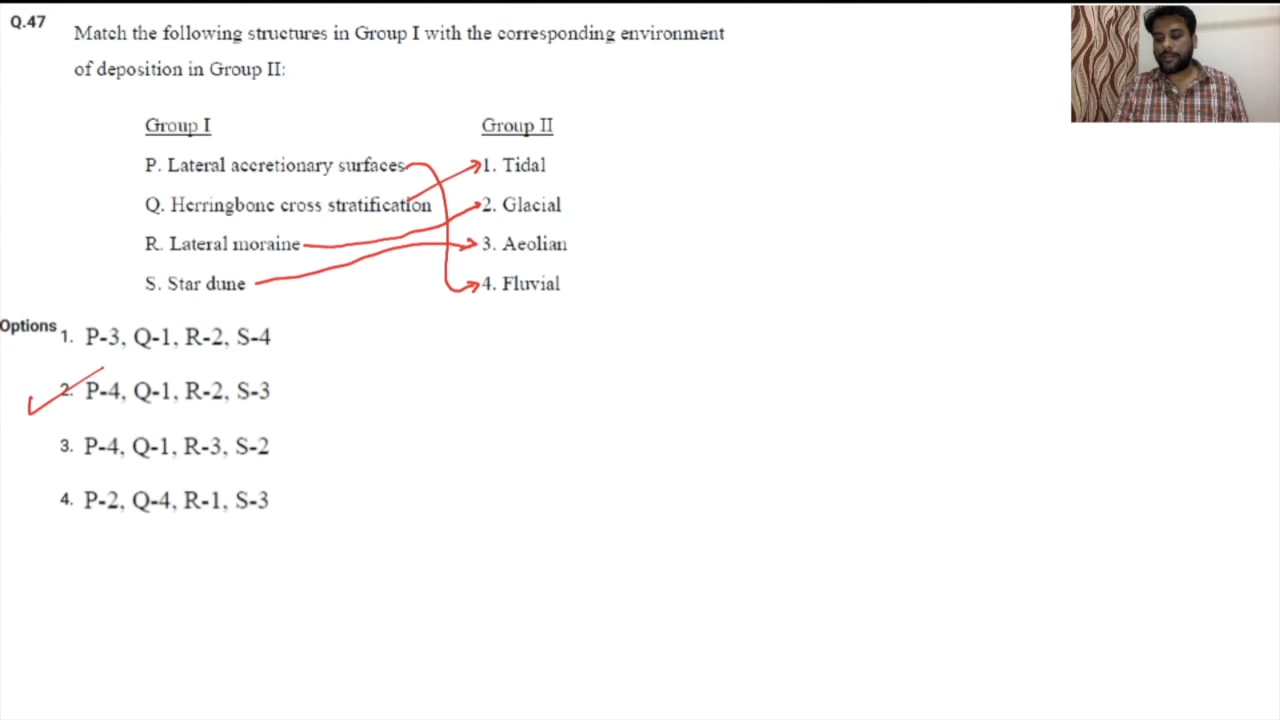 Q.47
Match the following structures in Group I with the corresponding environment
of deposition in Group II:
Group I Group II
P. Lateral accretionary surfaces 1. Tidal
Q. Herringbone cross stratification 2. Glacial
R. Lateral moraine 3. Aeolian
S. Star dune 4. Fluvial
Options 1. P-3, Q-1, R-2, S-4
2. P-4, Q-1, R-2, S-3
3. P-4, Q-1, R-3, S-2
4. P-2, Q-4, R-1, S-3